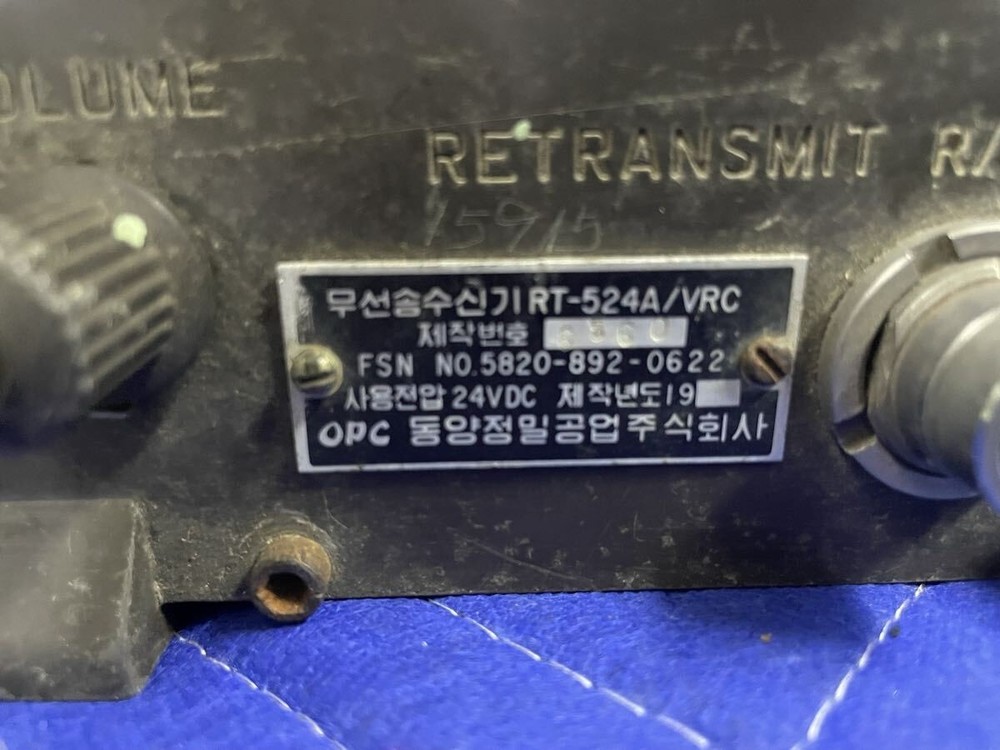 VOLUME
RETRANSMIT R/
15915
무선송수신기 RT-524A/VRC
제작번호
FSN NO. 5820-892-0622
사용전압 24VDC 제작년도 19
OPC 동양정밀공업주식회사